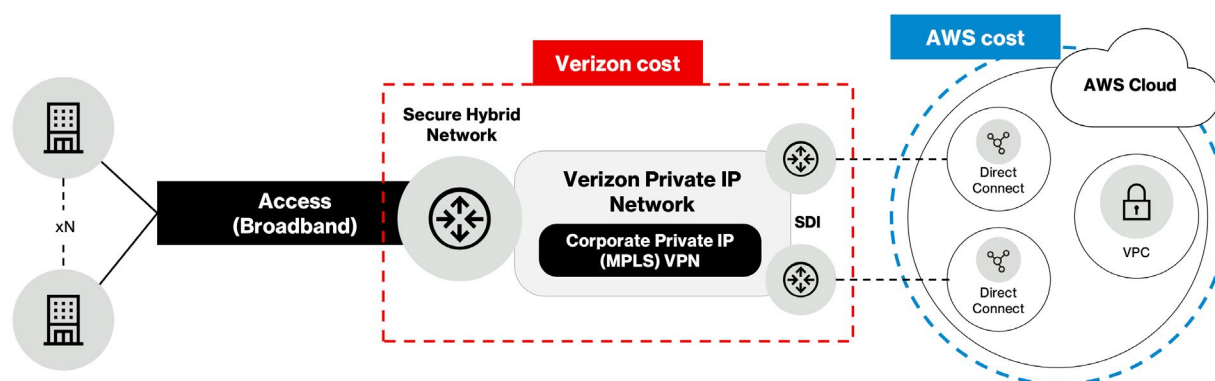 Verizon cost
AWS cost
AWS Cloud
Secure Hybrid
Network
xN
Access
(Broadband)
Verizon Private IP
Network
Corporate Private IP
(MPLS) VPN
SDI
Direct
Connect
Direct
Connect
VPC